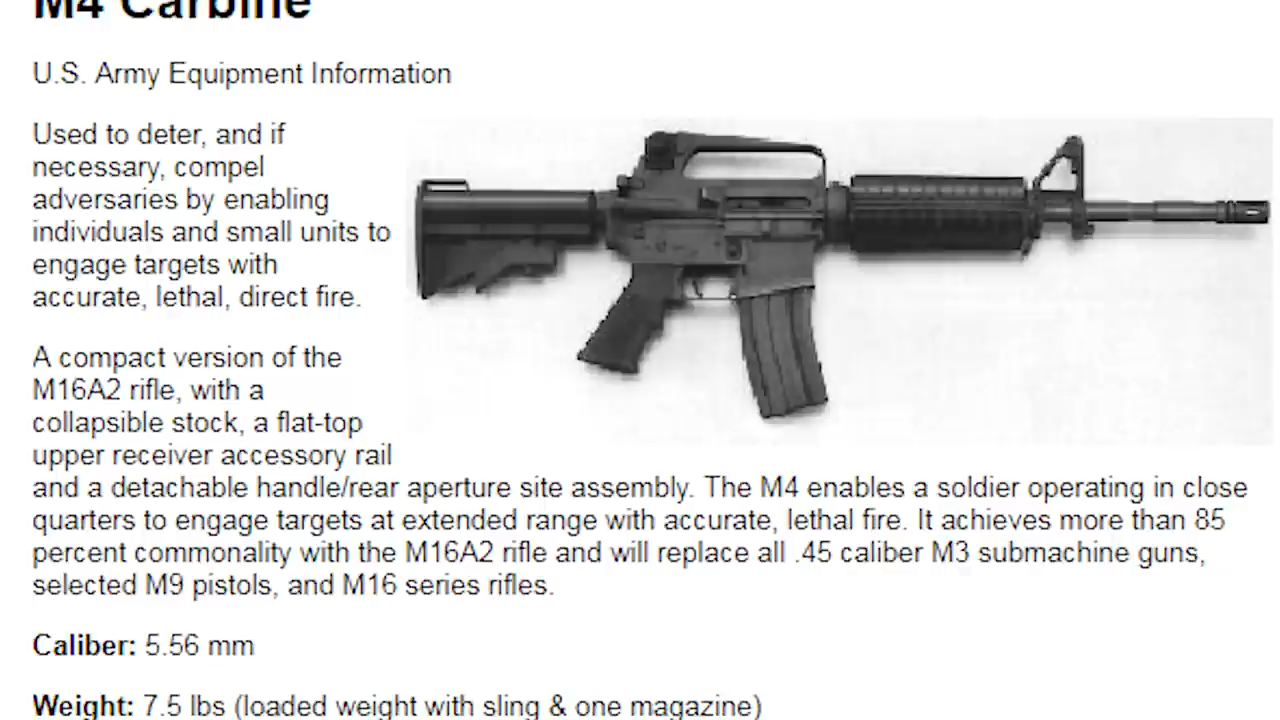 M4 Carbine
U.S. Army Equipment Information
Used to deter, and if
necessary, compel
adversaries by enabling
individuals and small units to
engage targets with
accurate, lethal, direct fire.
A compact version of the
M16A2 rifle, with a
collapsible stock, a flat-top
upper receiver accessory rail
and a detachable handle/rear aperture site assembly. The M4 enables a soldier operating in close
quarters to engage targets at extended range with accurate, lethal fire. It achieves more than 85
percent commonality with the M16A2 rifle and will replace all .45 caliber M3 submachine guns,
selected M9 pistols, and M16 series rifles.
Caliber: 5.56 mm
Weight: 7.5 lbs (loaded weight with sling & one magazine)